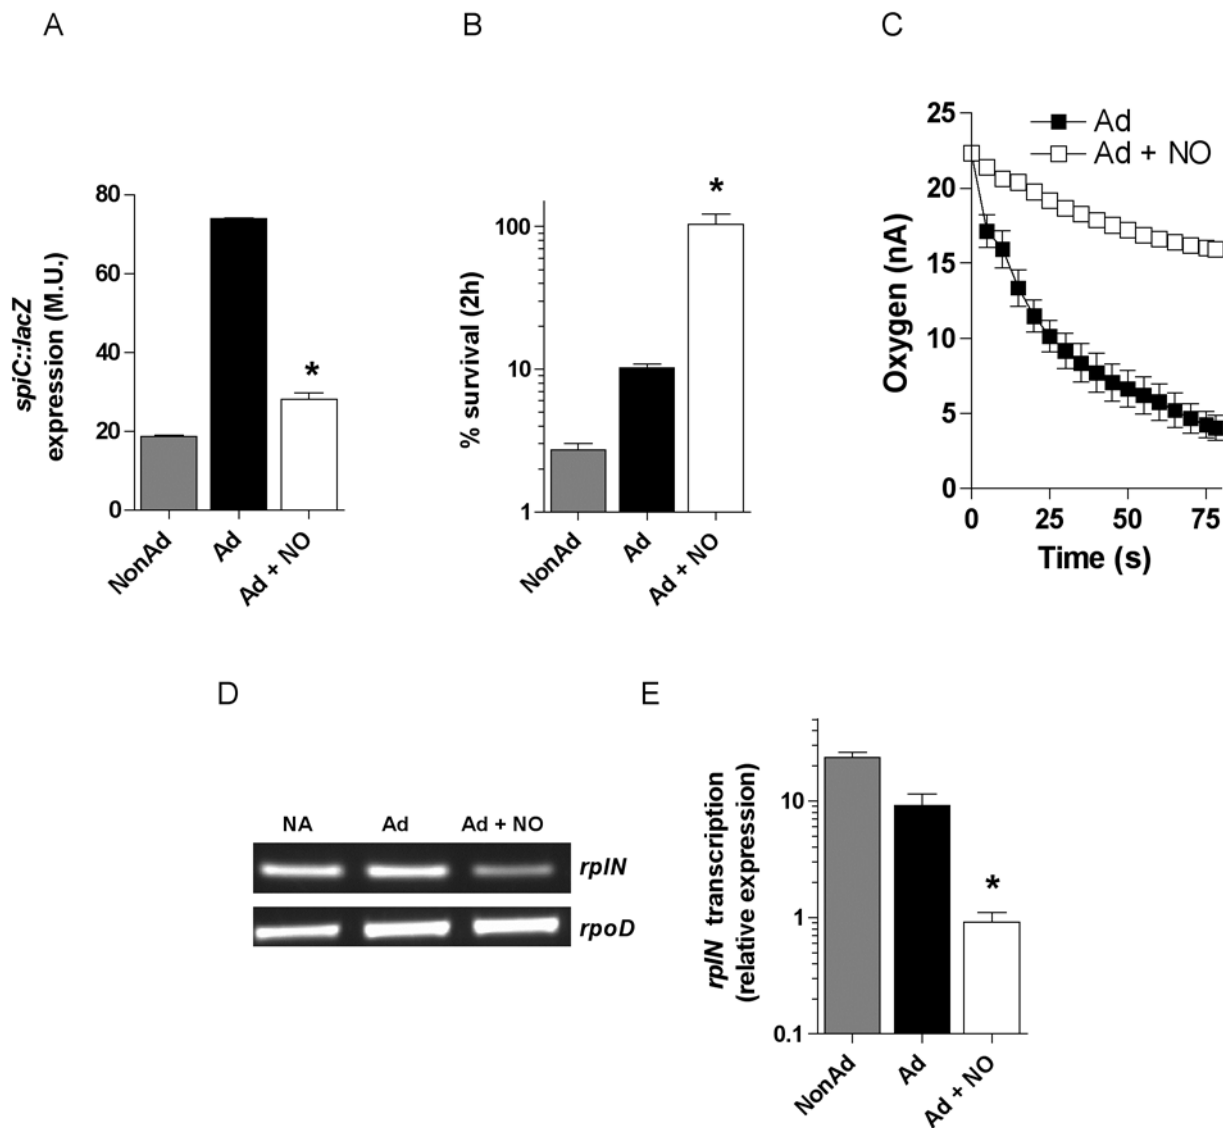 A
B
C
spiC::lacZ
expression (M.U.)
80
60
40
20
0
*
NonAd
Ad
Ad + NO
% survival (2h)
100
10
1
*
NonAd
Ad
Ad + NO
Oxygen (nA)
25
20
15
10
5
0
Ad
Ad + NO
0
25
50
75
Time (s)
D
E
NA
Ad
Ad + NO
rplN
rpoD
rplN transcription
(relative expression)
10
1
0.1
*
NonAd
Ad
Ad + NO